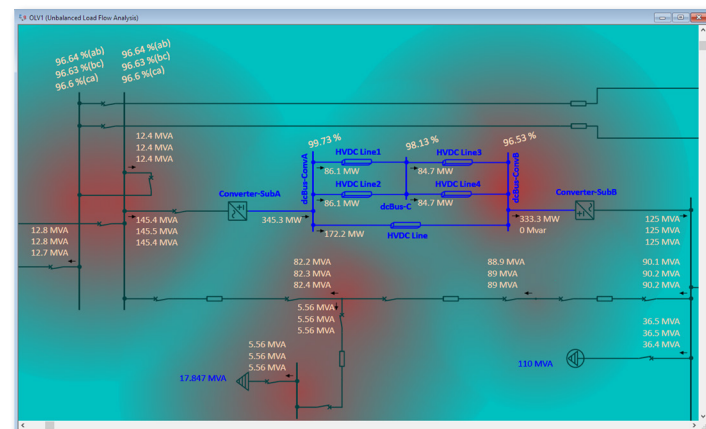 OLV1 (Unbalanced Load Flow Analysis)
96.64 %(ab)
96.63 %(bc)
96.6 %(ca)
96.64 %(ab)
96.63 %(bc)
96.6 %(ca)
12.4 MVA
12.4 MVA
12.4 MVA
99.73 %
98.13 %
96.53 %
HVDC Line1
HVDC Line3
86.1 MW
84.7 MW
dcBus-ConvA
dcBus-ConvB
Converter-SubA
HVDC Line2
HVDC Line4
Converter-SubB
86.1 MW
dcBus-C
84.7 MW
145.4 MVA
145.5 MVA
145.4 MVA
345.3 MW
172.2 MW
HVDC Line
333.3 MW
0 Mvar
125 MVA
125 MVA
125 MVA
12.8 MVA
12.8 MVA
12.7 MVA
82.2 MVA
82.3 MVA
82.4 MVA
88.9 MVA
89 MVA
89 MVA
90.1 MVA
90.2 MVA
90.2 MVA
5.56 MVA
5.56 MVA
5.56 MVA
36.5 MVA
36.5 MVA
36.4 MVA
5.56 MVA
5.56 MVA
5.56 MVA
17.847 MVA
110 MVA